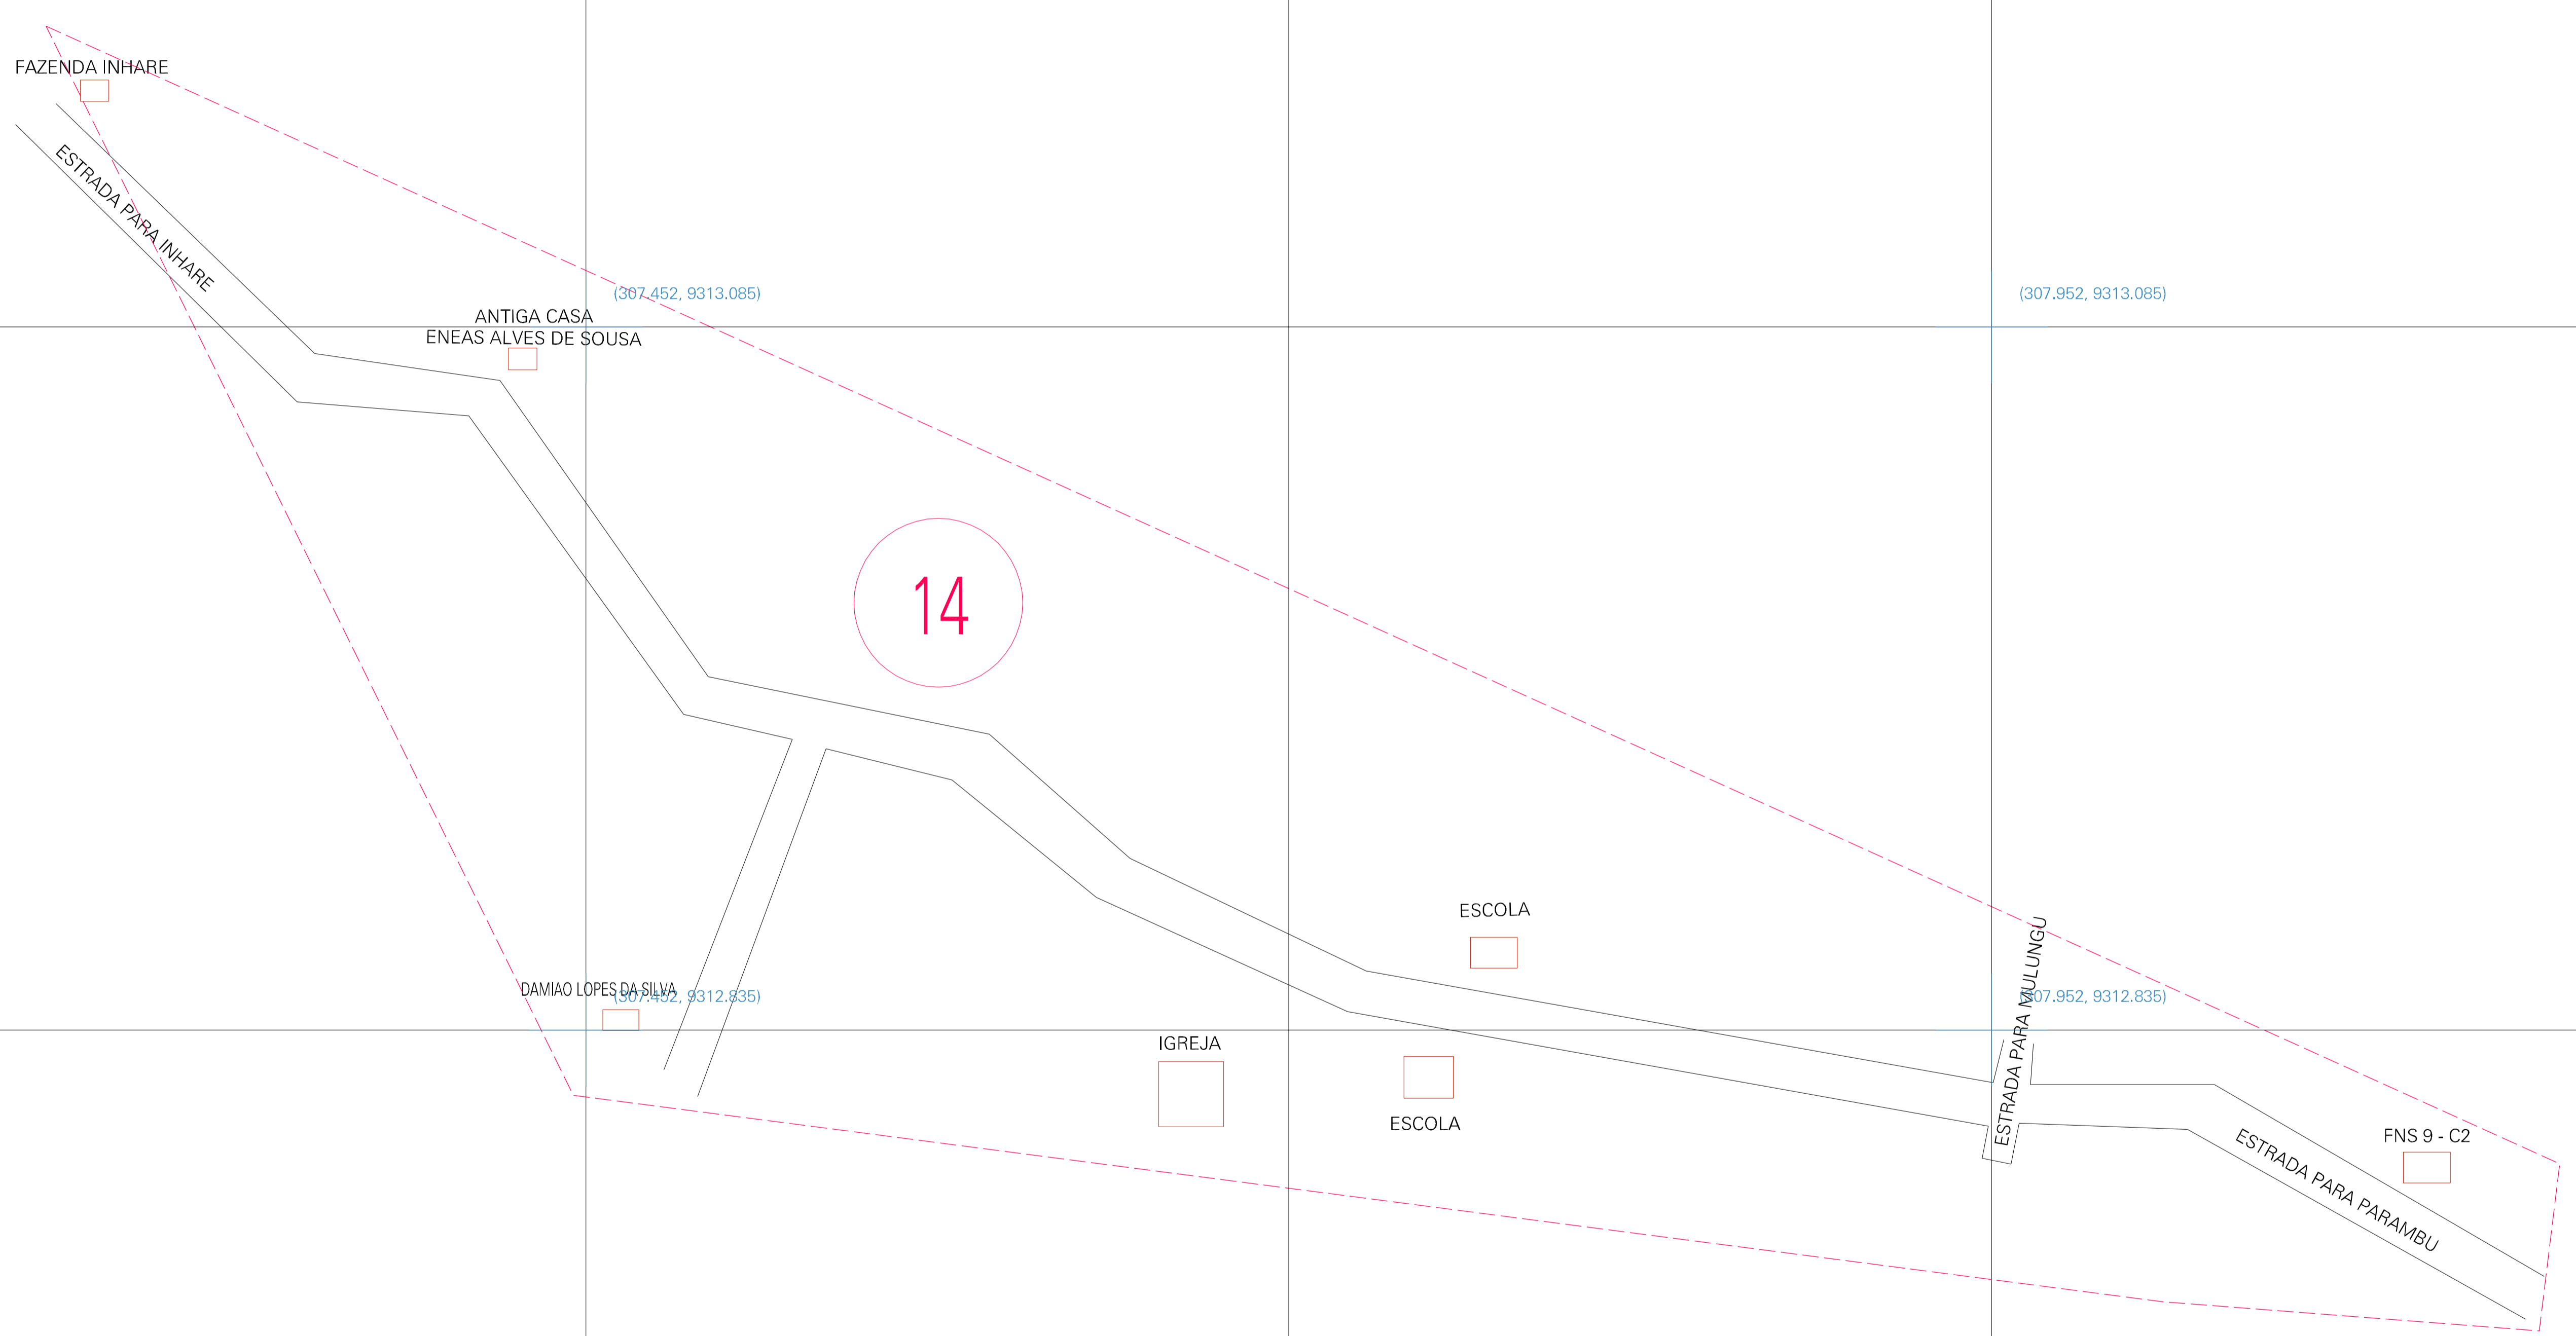 FAZENDA INHARE
ESTRADA PARA INHARE
(307.452, 9313.085)
(307.952, 9313.085)
ANTIGA CASA
ENEAS ALVES DE SOUSA
14
ESCOLA
ESTRADA PARA MULUNGU
DAMIAO LOPES DA SILVA
(307.452, 9312.835)
(307.952, 9312.835)
IGREJA
ESCOLA
FNS 9 - C2
ESTRADA PARA PARAMBU